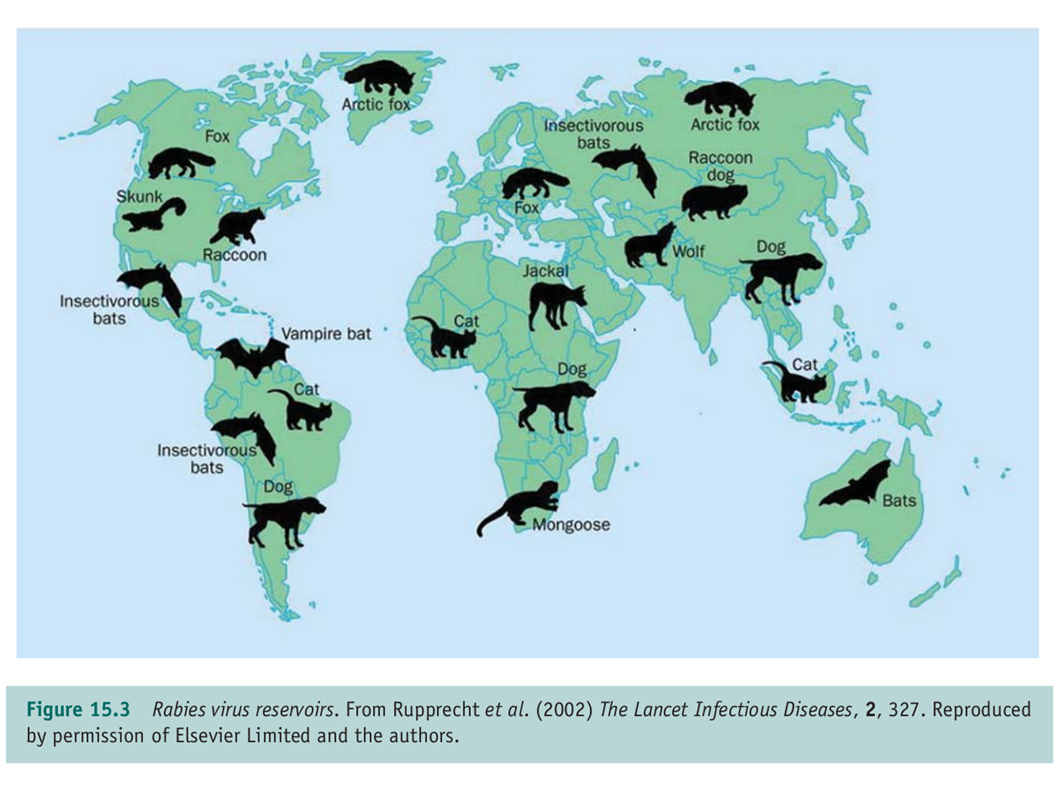 Arctic fox
Fox
Skunk
Raccoon
Insectivorous
bats
Vampire bat
Cat
Insectivorous
bats
Dog
Insectivorous
bats
Arctic fox
Raccoon
dog
Fox
Wolf
Dog
Jackal
Cat
Dog
Cat
Mongoose
Bats
Figure 15.3 Rabies virus reservoirs. From Rupprecht et al. (2002) The Lancet Infectious Diseases, 2, 327. Reproduced
by permission of Elsevier Limited and the authors.